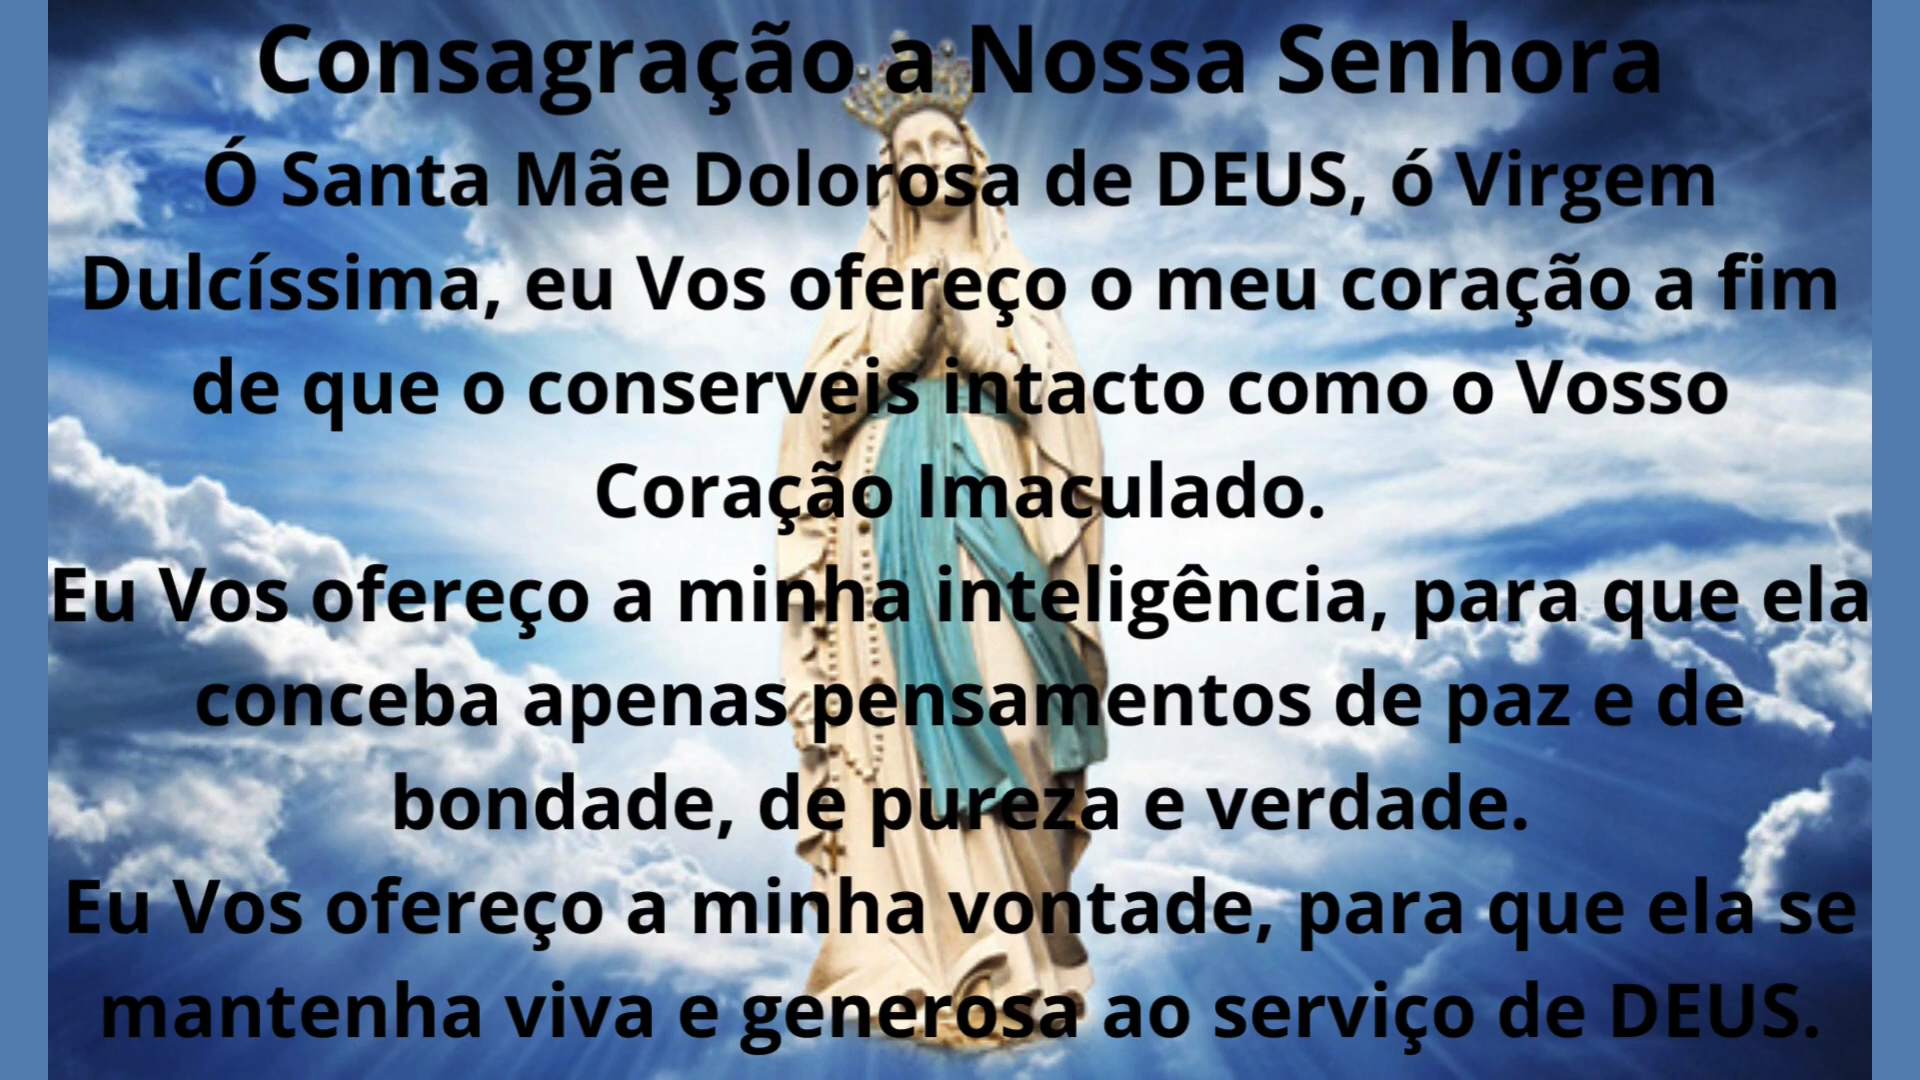 Consagração a Nossa Senhora
Ó Santa Mãe Dolorosa de DEUS, ó Virgem
Dulcíssima, eu Vos ofereço o meu coração a fim
de que o conserveis intacto como o Vosso
Coração Imaculado.
Eu Vos ofereço a minha inteligência, para que ela
conceba apenas pensamentos de paz e de
bondade, de pureza e verdade.
Eu Vos ofereço a minha vontade, para que ela se
mantenha viva e generosa ao serviço de DEUS.